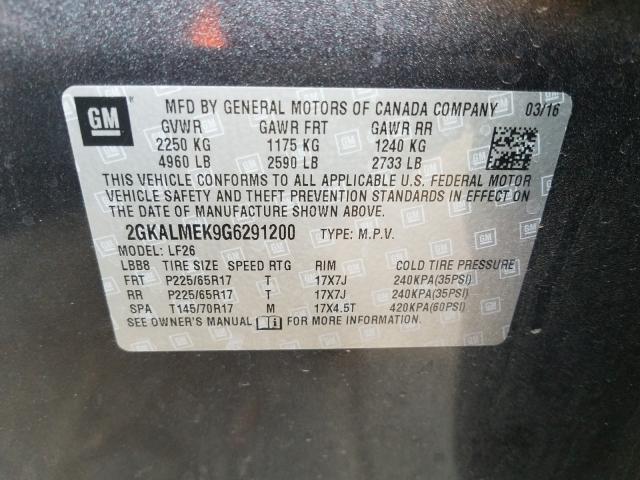 GM
MFD BY GENERAL MOTORS OF CANADA COMPANY 03/16
GVWR GAWR FRT GAWR RR
2250 KG 1175 KG 1240 KG
4960 LB 2590 LB 2733 LB
THIS VEHICLE CONFORMS TO ALL APPLICABLE U.S. FEDERAL MOTOR
VEHICLE SAFETY AND THEFT PREVENTION STANDARDS IN EFFECT ON
THE DATE OF MANUFACTURE SHOWN ABOVE.
2GKALMEK9G6291200 TYPE: M.P.V.
MODEL: LF26
LBB8 TIRE SIZE SPEED RTG RIM COLD TIRE PRESSURE
FRT P225/65R17 T 17X7J 240KPA(35PSI)
RR P225/65R17 T 17X7J 240KPA(35PSI)
SPA T145/70R17 M 17X4.5T 420KPA(60PSI)
SEE OWNER'S MANUAL FOR MORE INFORMATION.